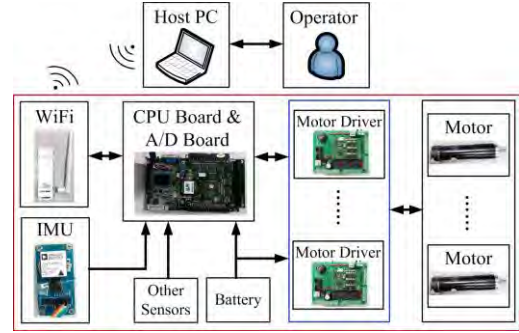 Host PC
Operator
WiFi
CPU Board &
A/D Board
Motor Driver
Motor
IMU
Motor Driver
Motor
Other
Sensors
Battery